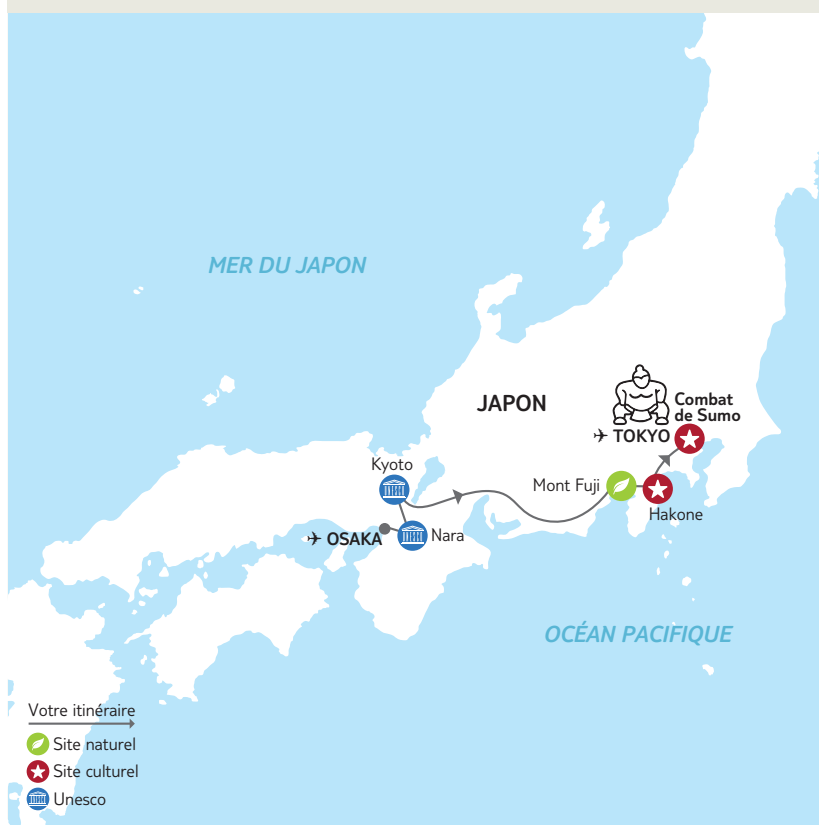 MER DU JAPON
JAPON
Combat
de Sumo
TOKYO
Kyoto
Mont Fuji
Hakone
OSAKA
Nara
OCÉAN PACIFIQUE
Votre itinéraire
Site naturel
Site culturel
Unesco